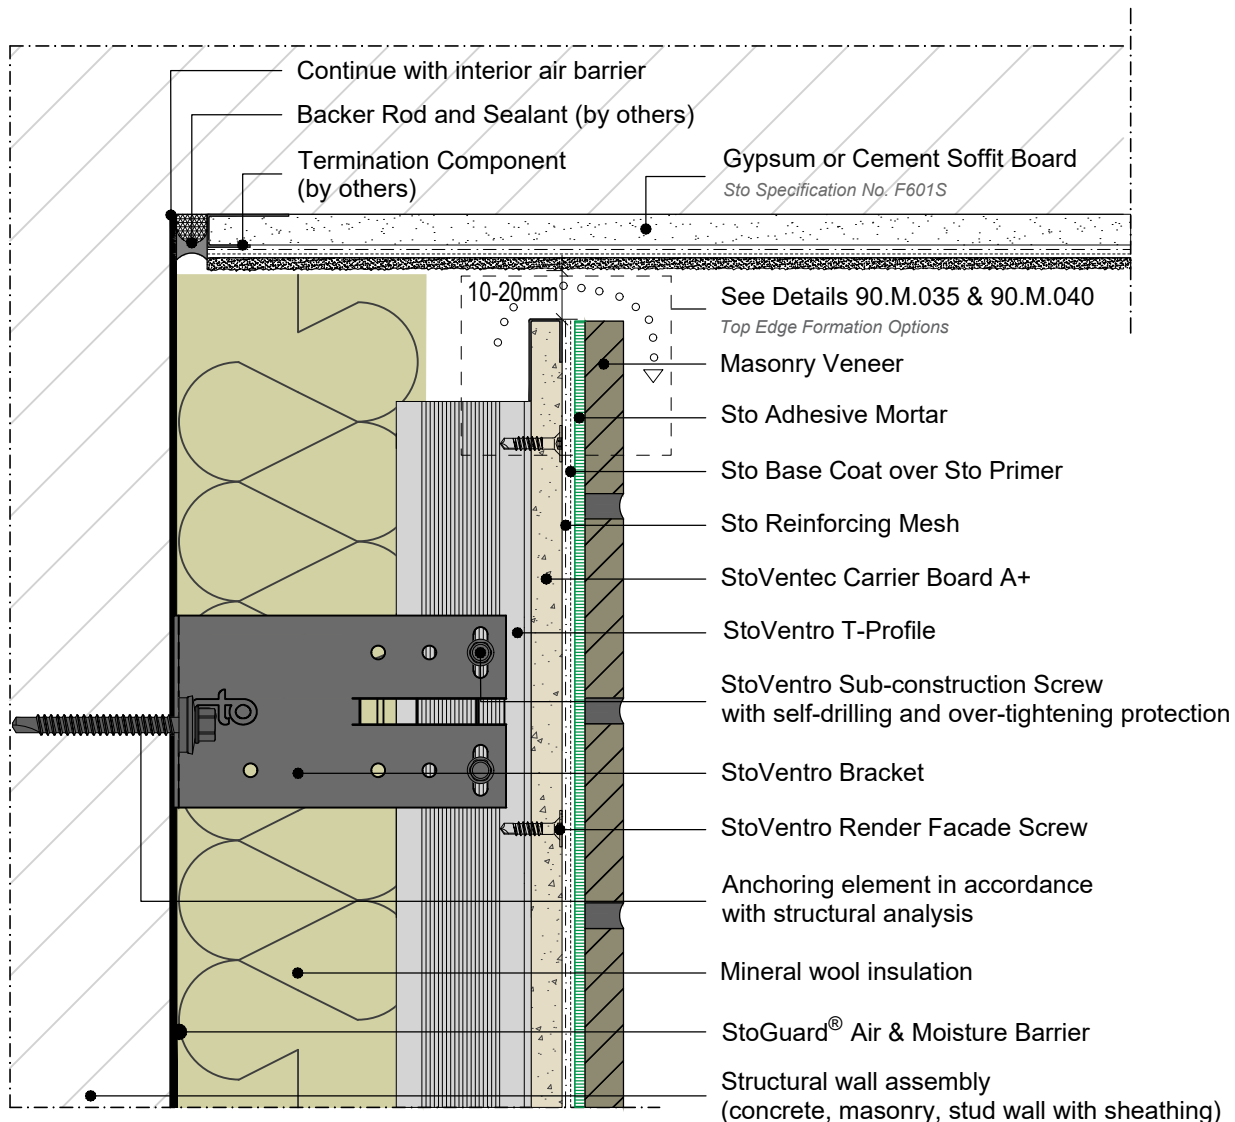 Continue with interior air barrier
Backer Rod and Sealant (by others)
Termination Component
(by others)
Gypsum or Cement Soffit Board
Sto Specification No. F601S
10-20mm
See Details 90.M.035 & 90.M.040
Top Edge Formation Options
Masonry Veneer
Sto Adhesive Mortar
Sto Base Coat over Sto Primer
Sto Reinforcing Mesh
StoVentec Carrier Board A+
StoVentro T-Profile
StoVentro Sub-construction Screw
with self-drilling and over-tightening protection
StoVentro Bracket
StoVentro Render Facade Screw
Anchoring element in accordance
with structural analysis
Mineral wool insulation
StoGuard® Air & Moisture Barrier
Structural wall assembly
(concrete, masonry, stud wall with sheathing)